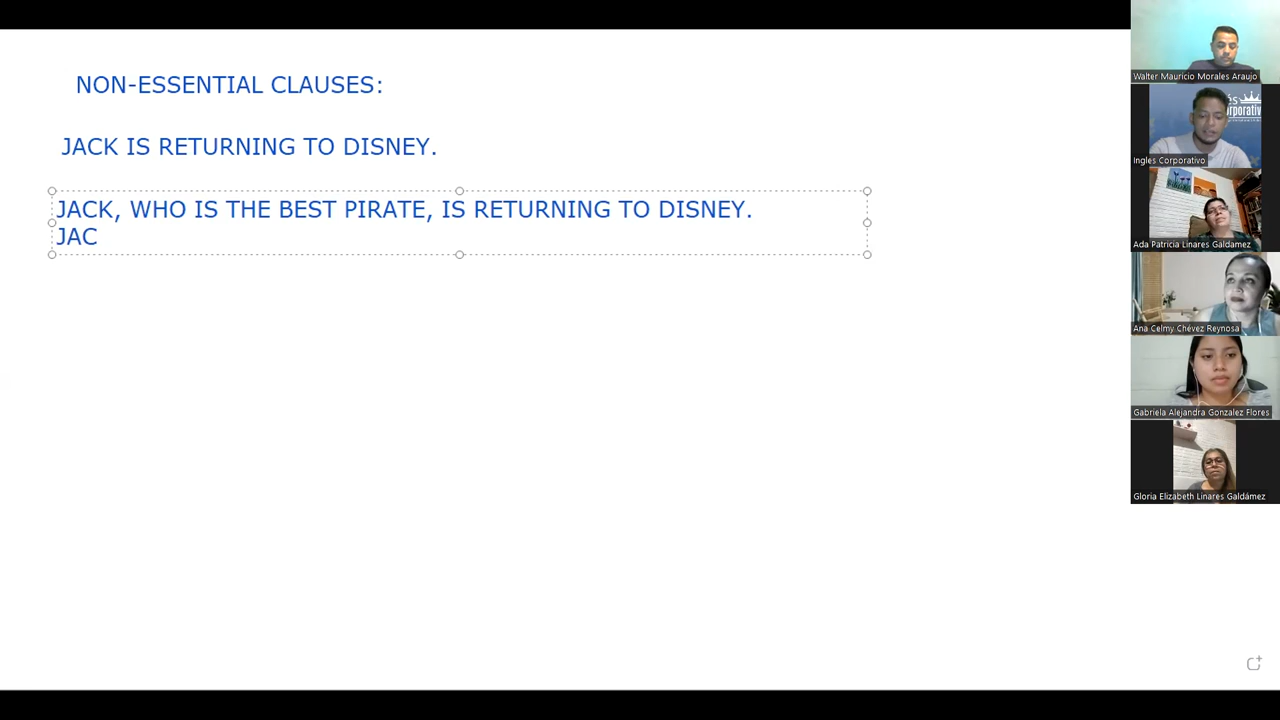 NON-ESSENTIAL CLAUSES:
JACK IS RETURNING TO DISNEY.
JACK, WHO IS THE BEST PIRATE, IS RETURNING TO DISNEY.
JAC
Walter Mauricio Morales Araujo
Ingles Corporativo
Ada Patricia Linares Galdamez
Ana Celmy Chévez Reynosa
Gabriela Alejandra Gonzalez Flores
Gloria Elizabeth Linares Galdámez